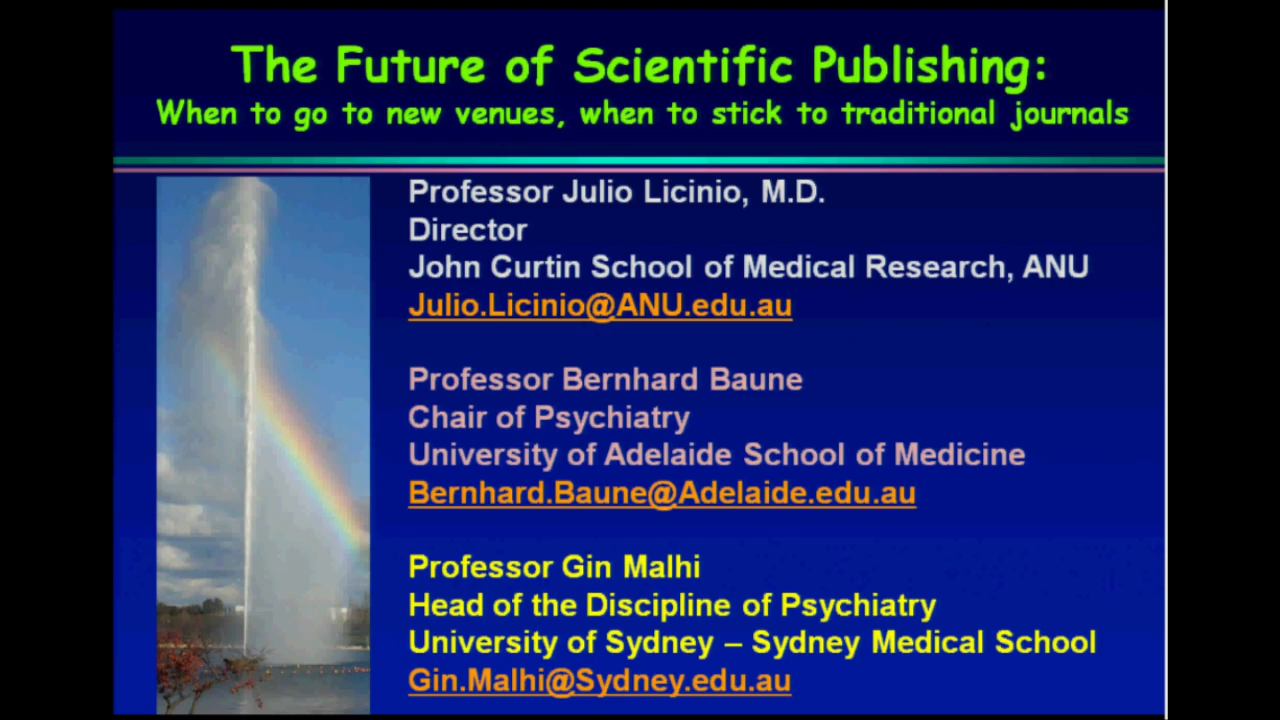 The Future of Scientific Publishing:
When to go to new venues, when to stick to traditional journals
Professor Julio Licinio, M.D.
Director
John Curtin School of Medical Research, ANU
Julio.Licinio@ANU.edu.au
Professor Bernhard Baune
Chair of Psychiatry
University of Adelaide School of Medicine
Bernhard.Baune@Adelaide.edu.au
Professor Gin Malhi
Head of the Discipline of Psychiatry
University of Sydney – Sydney Medical School
Gin.Malhi@Sydney.edu.au